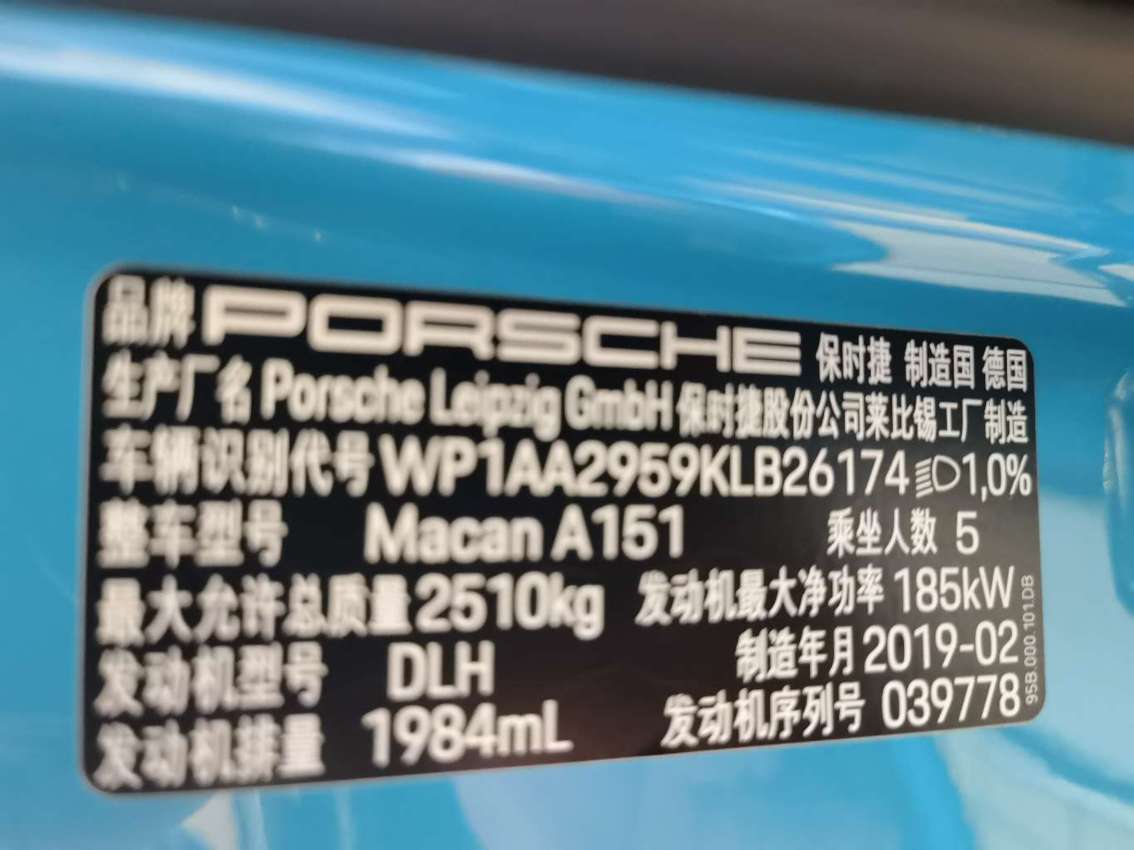 品牌 PORSCHE 保时捷 制造国 德国
生产厂名 Porsche Leipzig GmbH 保时捷股份公司莱比锡工厂制造
车辆识别代号 WP1AA2959KLB26174 1,0%
整车型号 Macan A151 乘坐人数 5
最大允许总质量 2510kg 发动机最大净功率 185kW
发动机型号 DLH 制造年月 2019-02
发动机排量 1984mL 发动机序列号 039778
95B.000.101.DB